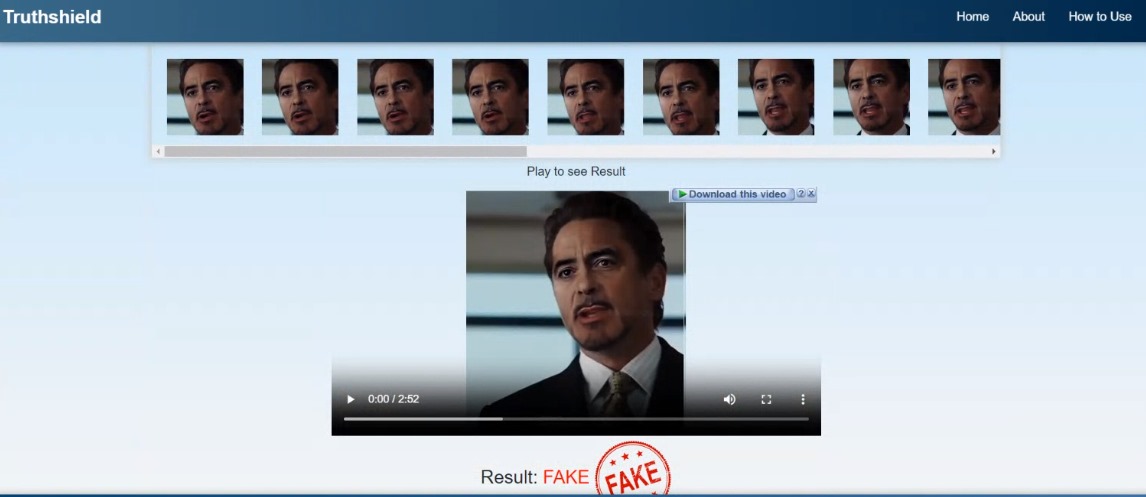 Truthshield
Home About How to Use
Play to see Result
Download this video ? X
0:00 / 2:52
Result: FAKE
FAKE